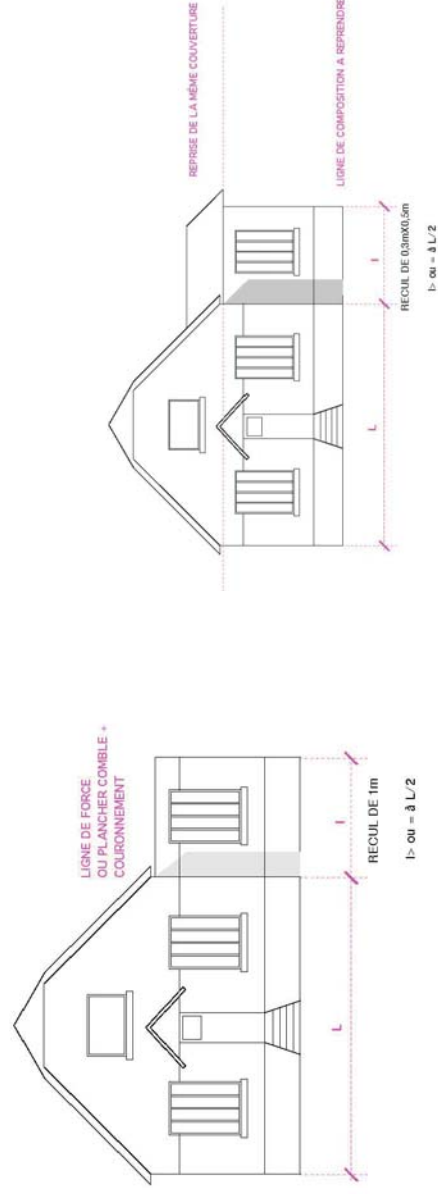 LIGNE DE FORCE
OU PLANCHER COMBLE +
COURONNEMENT
L
l
RECUL DE 1m
l> ou = à L/2
REPRISE DE LA MÊME COUVERTURE
LIGNE DE COMPOSITION A REPRENDRE
L
l
RECUL DE 0,3mX0,5m
l> ou = à L/2